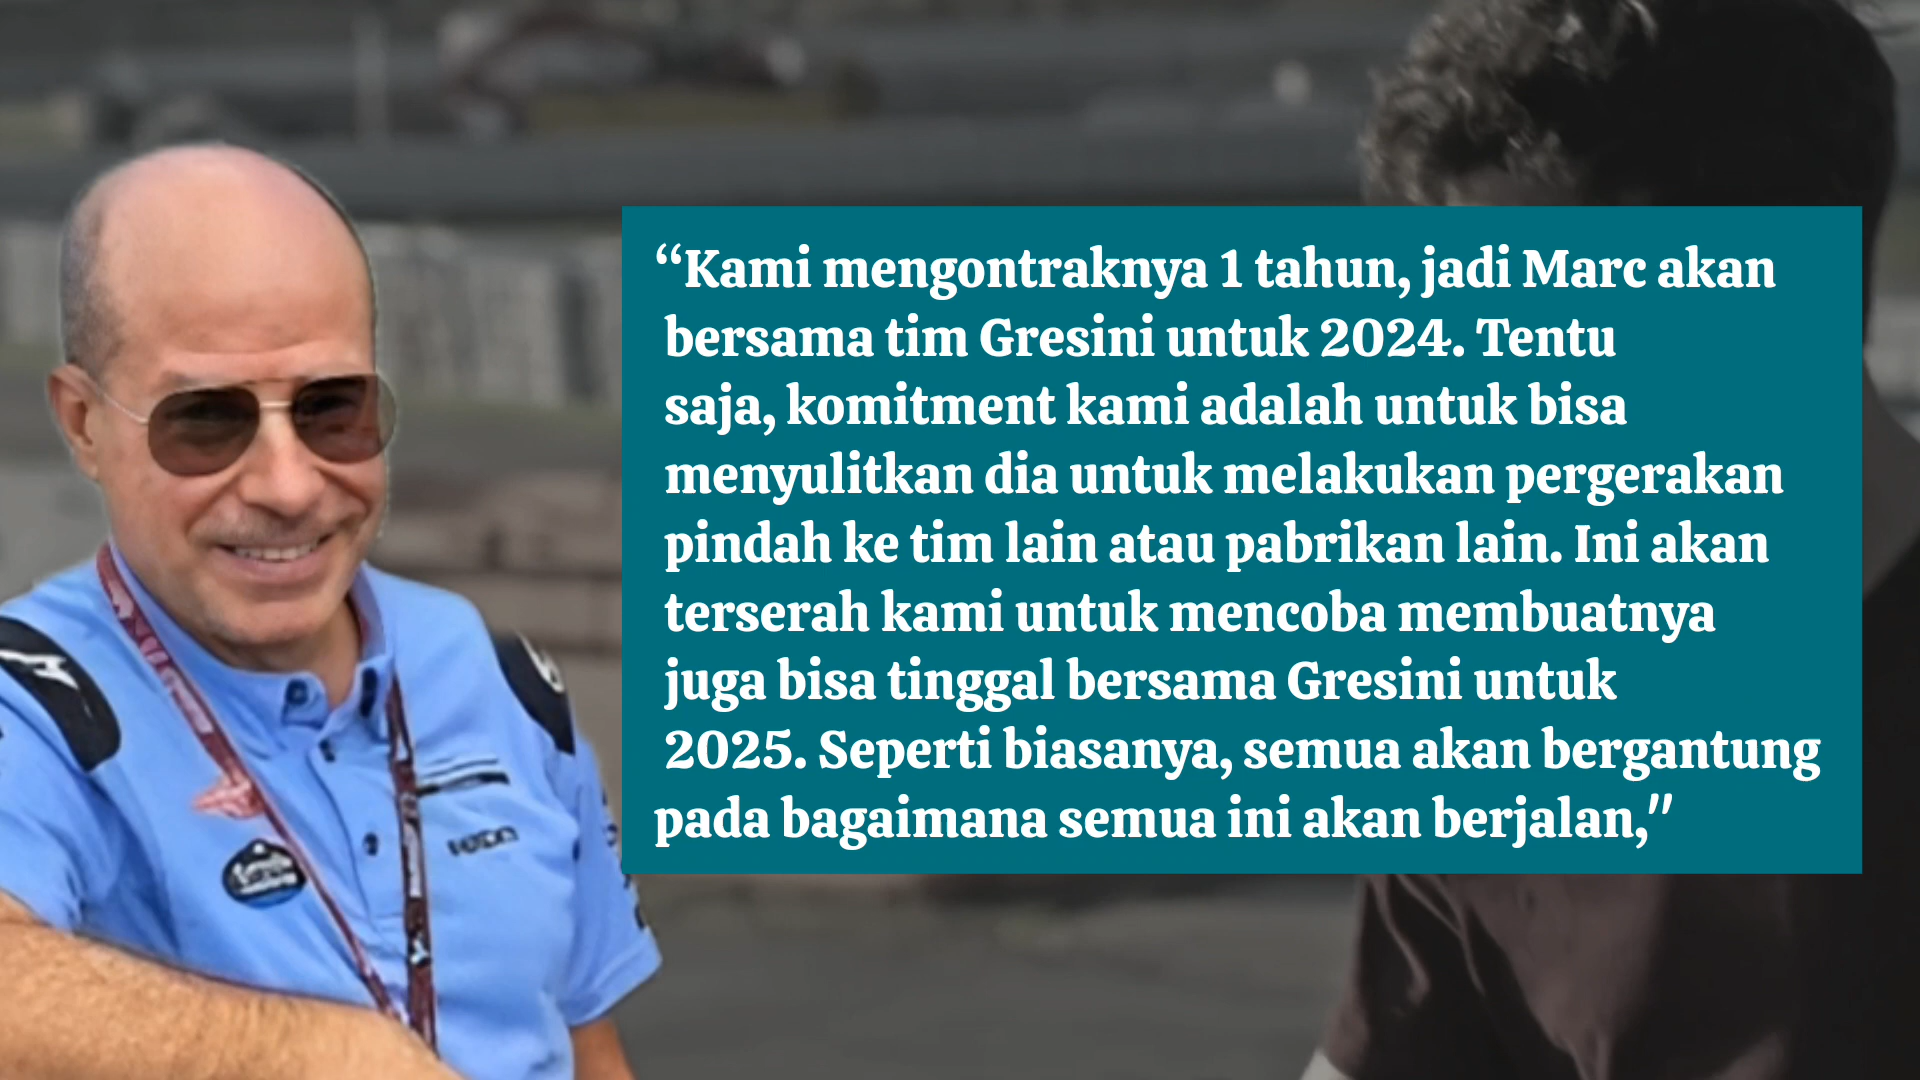 “Kami mengontraknya 1 tahun, jadi Marc akan
bersama tim Gresini untuk 2024. Tentu
saja, komitment kami adalah untuk bisa
menyulitkan dia untuk melakukan pergerakan
pindah ke tim lain atau pabrikan lain. Ini akan
terserah kami untuk mencoba membuatnya
juga bisa tinggal bersama Gresini untuk
2025. Seperti biasanya, semua akan bergantung
pada bagaimana semua ini akan berjalan,"